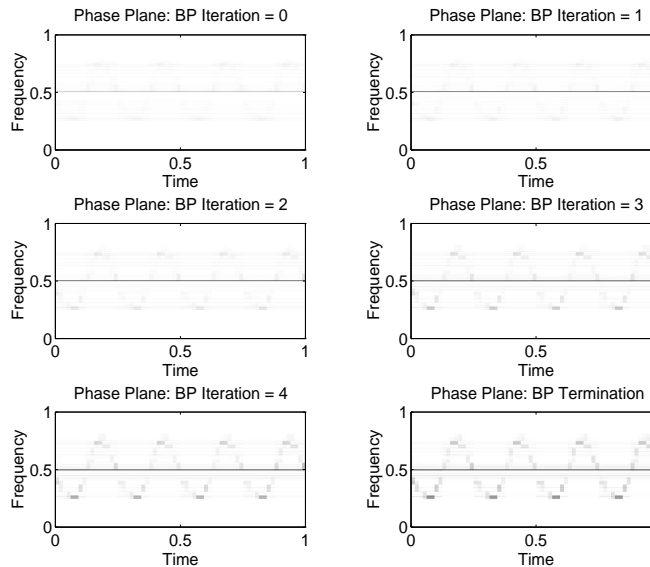 Phase Plane: BP Iteration = 0
1
0.5
0
Frequency
0
0.5
1
Time
Phase Plane: BP Iteration = 1
1
0.5
0
Frequency
0
0.5
Time
Phase Plane: BP Iteration = 2
1
0.5
0
Frequency
0
0.5
1
Time
Phase Plane: BP Iteration = 3
1
0.5
0
Frequency
0
0.5
Time
Phase Plane: BP Iteration = 4
1
0.5
0
Frequency
0
0.5
1
Time
Phase Plane: BP Termination
1
0.5
0
Frequency
0
0.5
Time